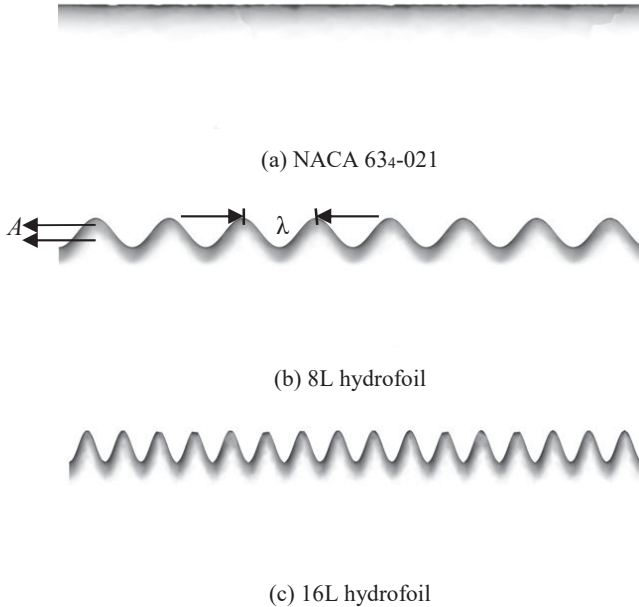 (a) NACA 63₄-021
A
λ
(b) 8L hydrofoil
(c) 16L hydrofoil